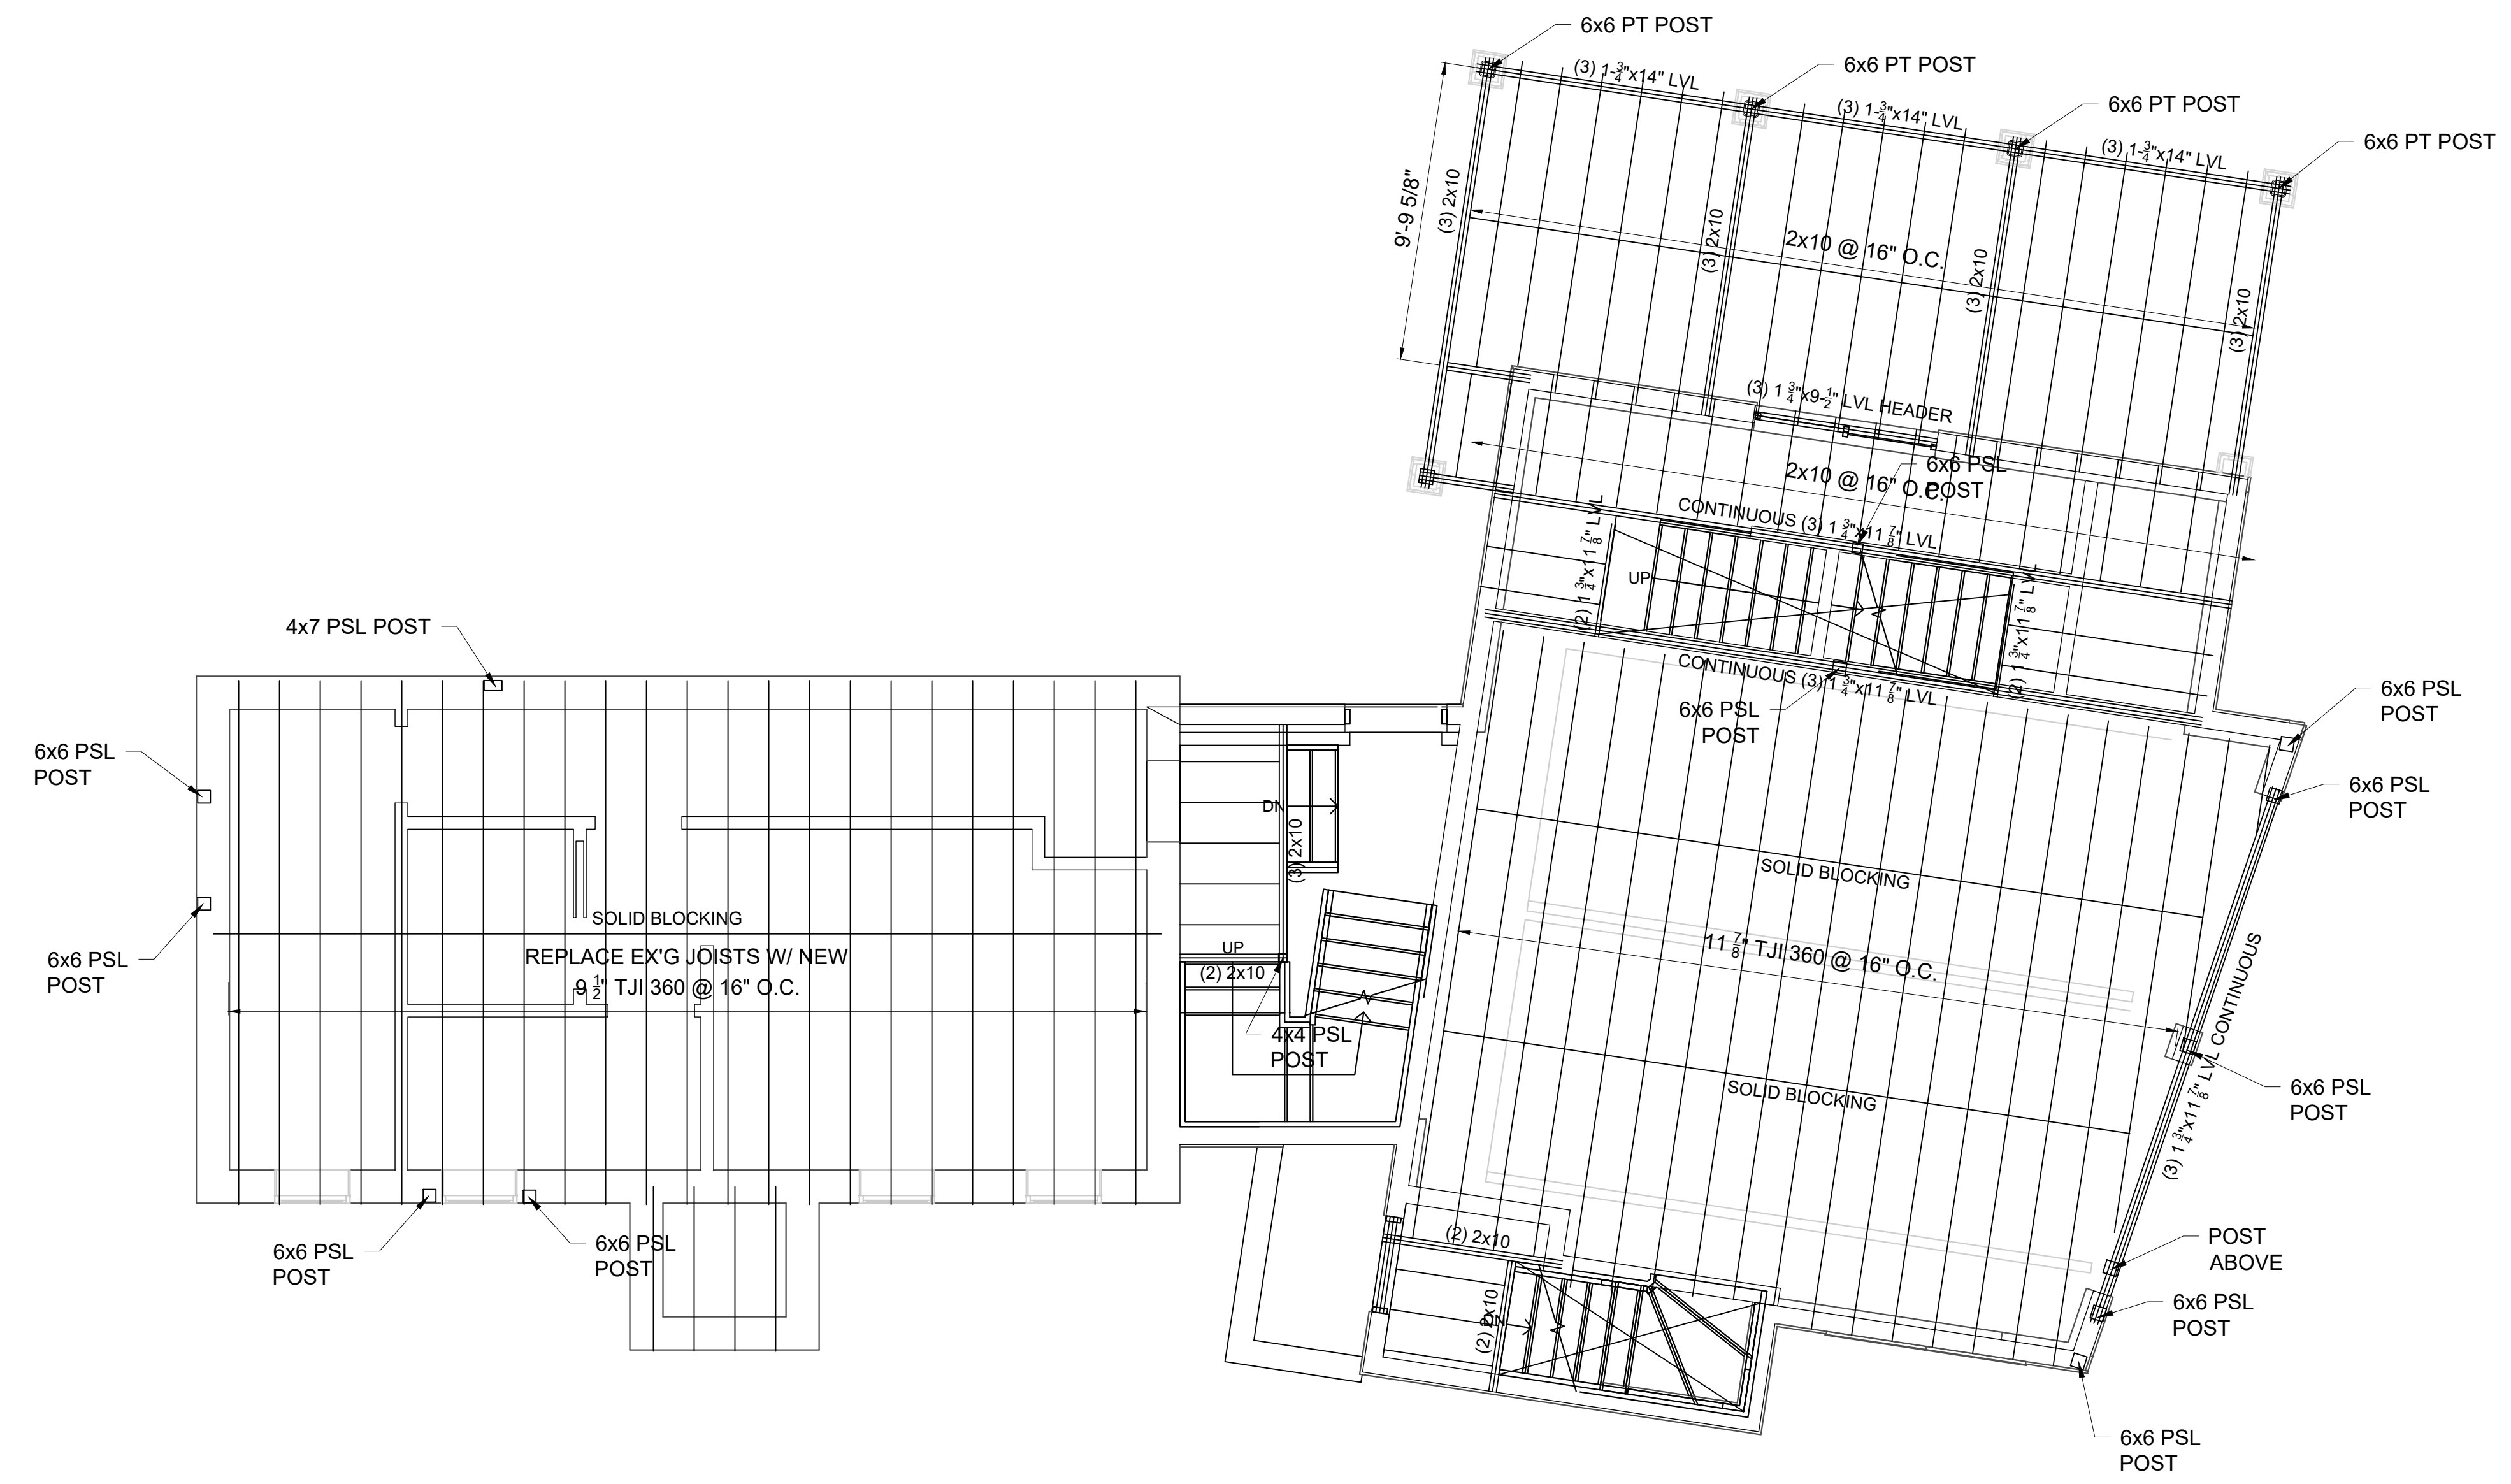 6x6 PT POST
6x6 PT POST
6x6 PT POST
6x6 PT POST
(3) 1-3/4"x14" LVL
(3) 1-3/4"x14" LVL
(3) 1-3/4"x14" LVL
9'-9 5/8"
(3) 2x10
(3) 2x10
(3) 2x10
(3) 2x10
2x10 @ 16" O.C.
(3) 1 3/4"x9-1/2" LVL HEADER
2x10 @ 16" O.C.
6x6 PSL
POST
CONTINUOUS (3) 1 3/4"x11 7/8" LVL
(2) 1 3/4"x11 7/8" LVL
UP
(2) 1 3/4"x11 7/8" LVL
CONTINUOUS (3) 1 3/4"x11 7/8" LVL
6x6 PSL
POST
6x6 PSL
POST
6x6 PSL
POST
4x7 PSL POST
6x6 PSL
POST
6x6 PSL
POST
SOLID BLOCKING
REPLACE EX'G JOISTS W/ NEW
9 1/2" TJI 360 @ 16" O.C.
6x6 PSL
POST
6x6 PSL
POST
DN
(3) 2x10
UP
(2) 2x10
4x4 PSL
POST
SOLID BLOCKING
11 7/8" TJI 360 @ 16" O.C.
SOLID BLOCKING
(3) 1 3/4"x11 7/8" LVL CONTINUOUS
6x6 PSL
POST
POST
ABOVE
6x6 PSL
POST
6x6 PSL
POST
(2) 2x10
(2) 2x10
DN